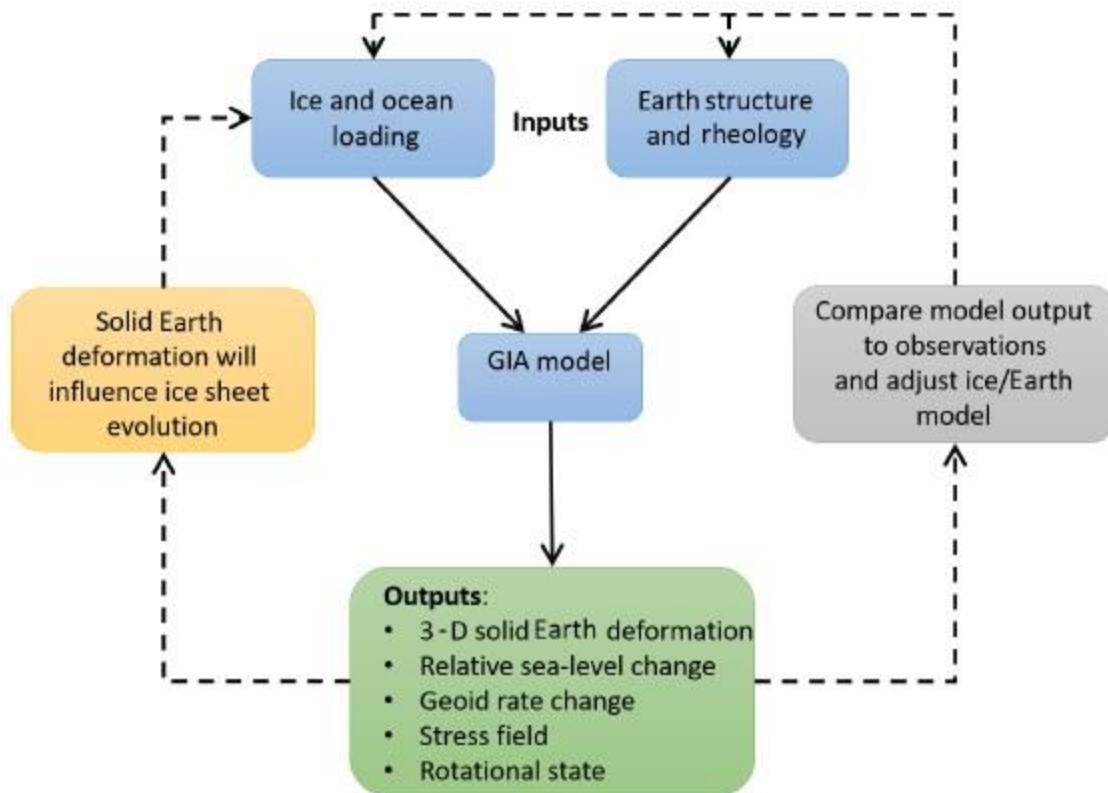 Ice and ocean
loading
Inputs
Earth structure
and rheology
Solid Earth
deformation will
influence ice sheet
evolution
GIA model
Compare model output
to observations
and adjust ice/Earth
model
Outputs:
• 3-D solid Earth deformation
• Relative sea-level change
• Geoid rate change
• Stress field
• Rotational state